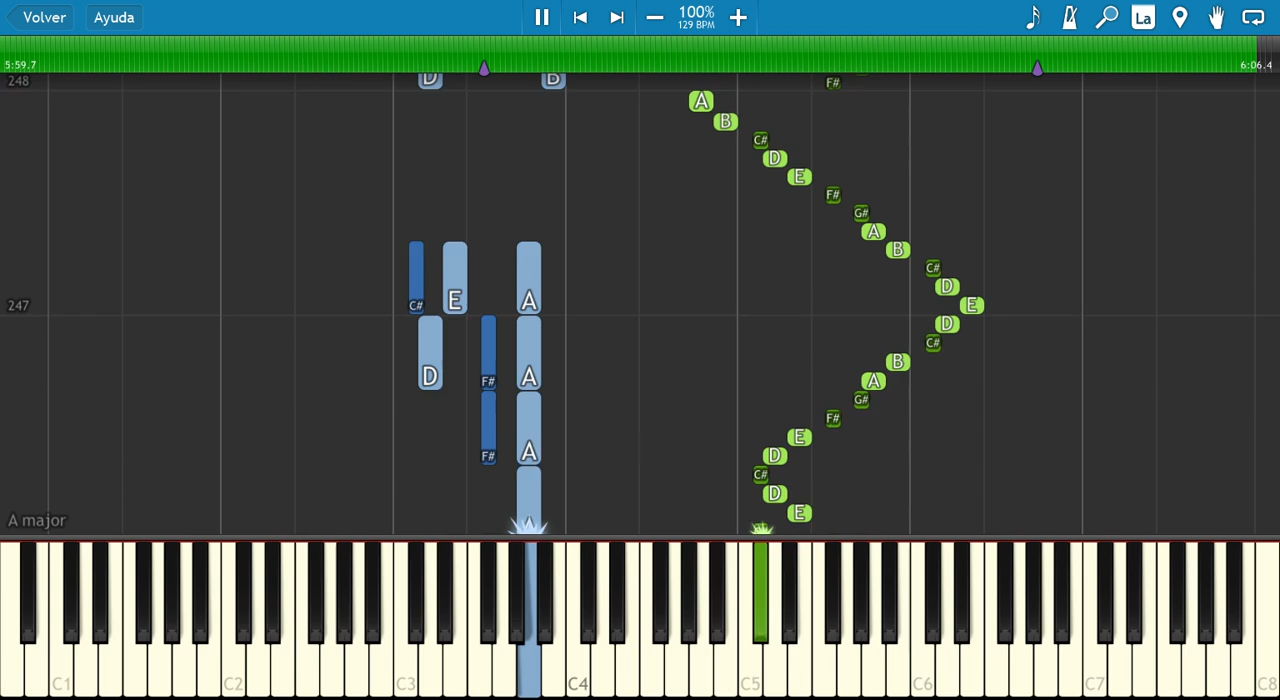 Volver Ayuda 100% La
129 BPM
5:59.7 6:06.4
248 D B F#
A
B
C#
D
E
F#
G#
A
B
C#
D
247 C# E A E
D
C#
B
D F# A A
G#
F#
E
F# A D
C#
D
E
A major A
C1 C2 C3 C4 C5 C6 C7 C8